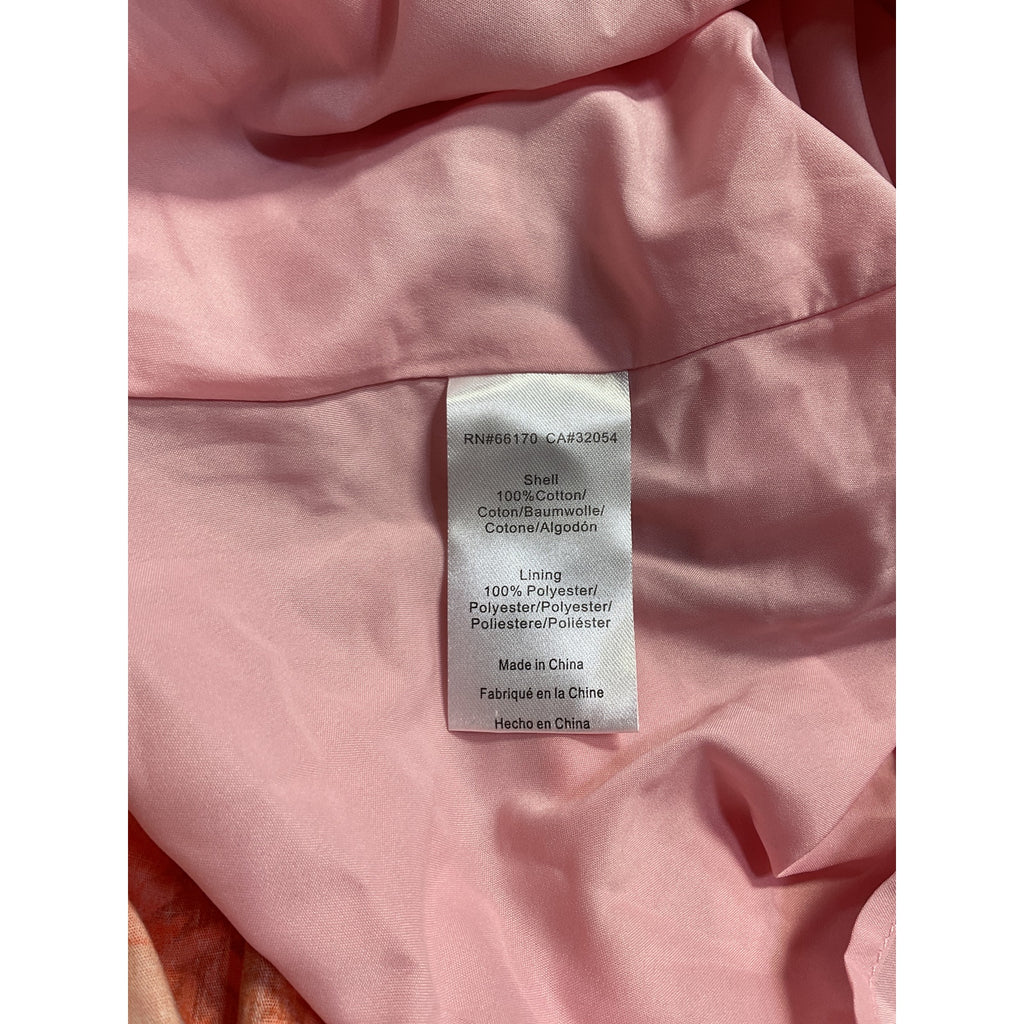 RN#66170 CA#32054
Shell
100%Cotton/
Coton/Baumwolle/
Cotone/Algodón
Lining
100% Polyester/
Polyester/Polyester/
Poliestere/Poliéster
Made in China
Fabriqué en la Chine
Hecho en China